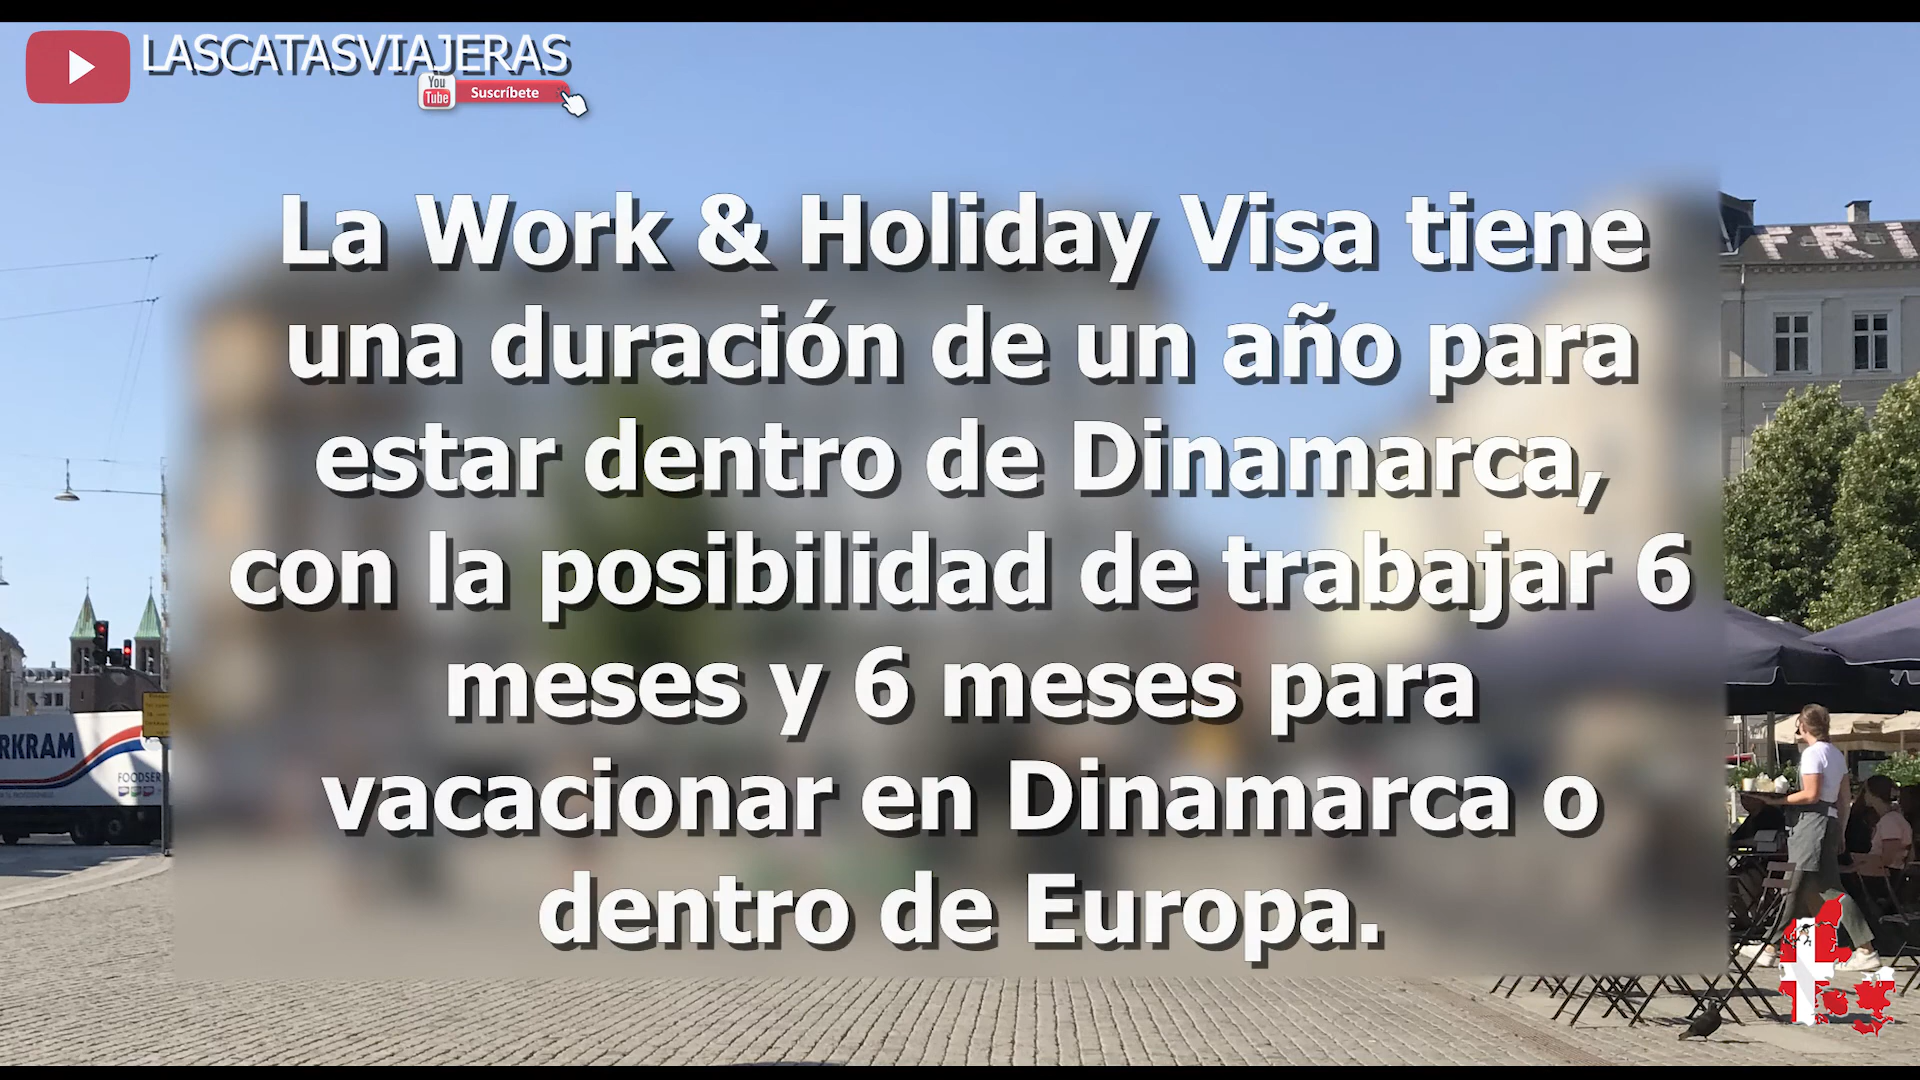 LASCATASVIAJERAS
You
Tube
Suscríbete
La Work & Holiday Visa tiene
una duración de un año para
estar dentro de Dinamarca,
con la posibilidad de trabajar 6
meses y 6 meses para
vacacionar en Dinamarca o
dentro de Europa.
FRI
RKRAM
FOODSER